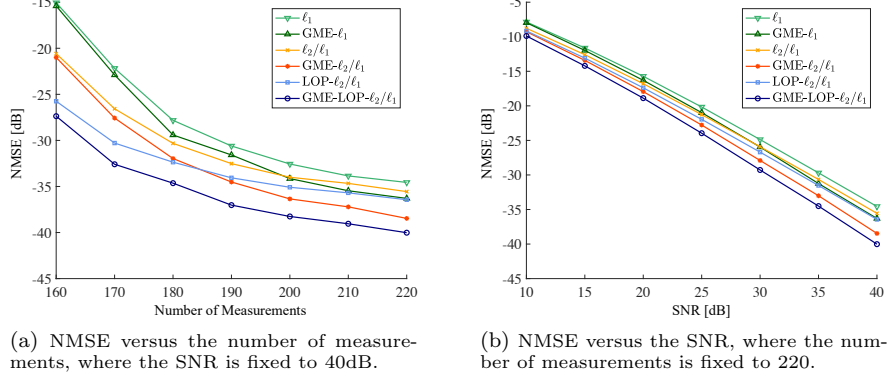 -15
-20
-25
-30
-35
-40
-45
NMSE [dB]
160 170 180 190 200 210 220
Number of Measurements
ℓ₁
GME-ℓ₁
ℓ₂/ℓ₁
GME-ℓ₂/ℓ₁
LOP-ℓ₂/ℓ₁
GME-LOP-ℓ₂/ℓ₁
(a) NMSE versus the number of measure-
ments, where the SNR is fixed to 40dB.
-5
-10
-15
-20
-25
-30
-35
-40
-45
NMSE [dB]
10 15 20 25 30 35 40
SNR [dB]
ℓ₁
GME-ℓ₁
ℓ₂/ℓ₁
GME-ℓ₂/ℓ₁
LOP-ℓ₂/ℓ₁
GME-LOP-ℓ₂/ℓ₁
(b) NMSE versus the SNR, where the num-
ber of measurements is fixed to 220.